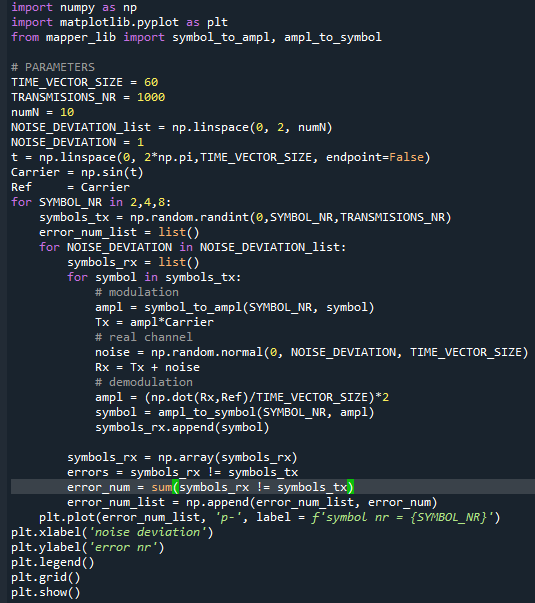 import numpy as np
import matplotlib.pyplot as plt
from mapper_lib import symbol_to_ampl, ampl_to_symbol

# PARAMETERS
TIME_VECTOR_SIZE = 60
TRANSMISIONS_NR = 1000
numN = 10
NOISE_DEVIATION_list = np.linspace(0, 2, numN)
NOISE_DEVIATION = 1
t = np.linspace(0, 2*np.pi,TIME_VECTOR_SIZE, endpoint=False)
Carrier = np.sin(t)
Ref     = Carrier
for SYMBOL_NR in 2,4,8:
    symbols_tx = np.random.randint(0,SYMBOL_NR,TRANSMISIONS_NR)
    error_num_list = list()
    for NOISE_DEVIATION in NOISE_DEVIATION_list:
        symbols_rx = list()
        for symbol in symbols_tx:
            # modulation
            ampl = symbol_to_ampl(SYMBOL_NR, symbol)
            Tx = ampl*Carrier
            # real channel
            noise = np.random.normal(0, NOISE_DEVIATION, TIME_VECTOR_SIZE)
            Rx = Tx + noise
            # demodulation
            ampl = (np.dot(Rx,Ref)/TIME_VECTOR_SIZE)*2
            symbol = ampl_to_symbol(SYMBOL_NR, ampl)
            symbols_rx.append(symbol)

        symbols_rx = np.array(symbols_rx)
        errors = symbols_rx != symbols_tx
        error_num = sum(symbols_rx != symbols_tx)
        error_num_list = np.append(error_num_list, error_num)
    plt.plot(error_num_list, 'p-', label = f'symbol nr = {SYMBOL_NR}')
plt.xlabel('noise deviation')
plt.ylabel('error nr')
plt.legend()
plt.grid()
plt.show()